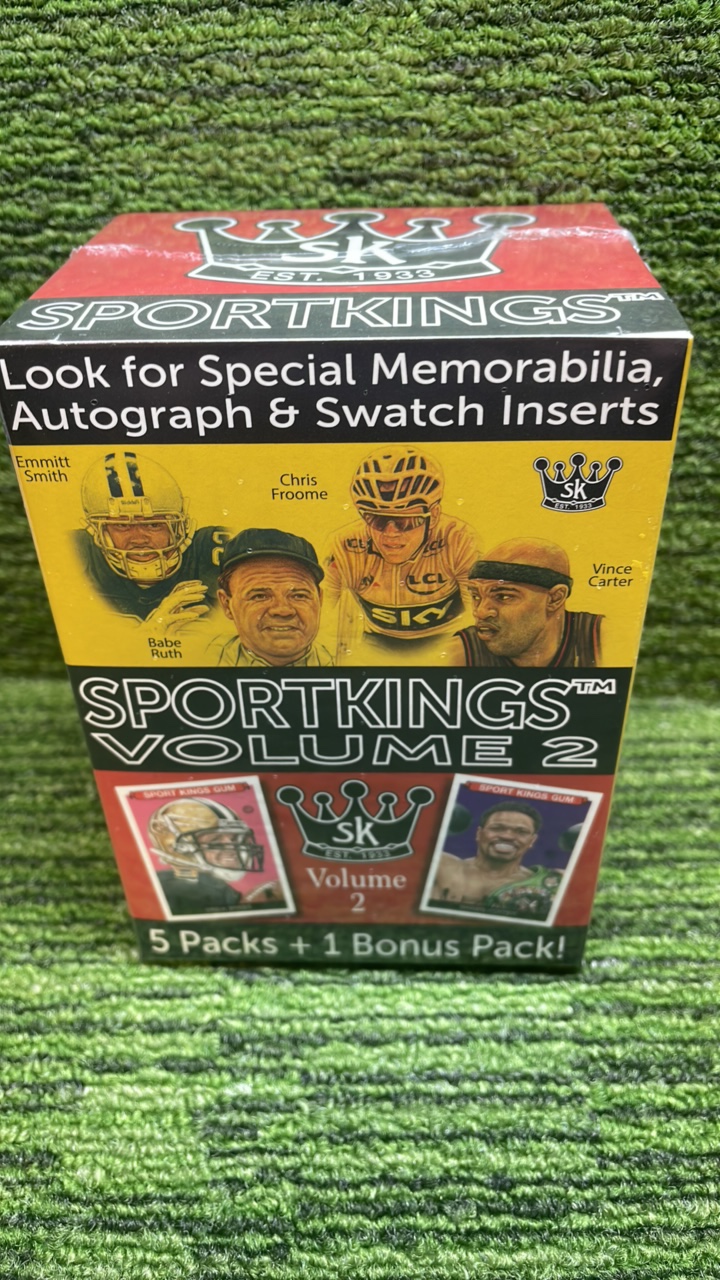 SK
EST. 1933
SPORTKINGS™
Look for Special Memorabilia,
Autograph & Swatch Inserts
Emmitt
Smith
Chris
Froome
SK
EST. 1933
Vince
Carter
LCL
SKY
Babe
Ruth
SPORTKINGS™
VOLUME 2
SPORT KINGS GUM
SPORT KINGS GUM
SK
EST. 1933
Volume
2
5 Packs + 1 Bonus Pack!